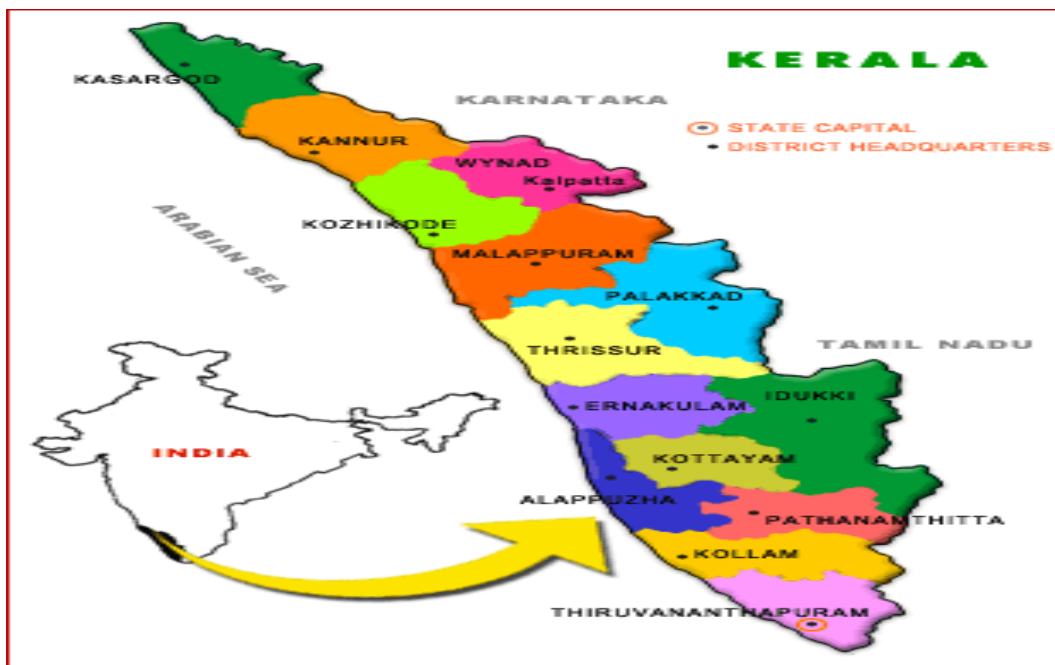 KERALA
KASARGOD
KARNATAKA
STATE CAPITAL
KANNUR
DISTRICT HEADQUARTERS
WYNAD
Kalpatta
KOZHIKODE
ARABIAN SEA
MALAPPURAM
PALAKKAD
TAMIL NADU
THRISSUR
IDUKKI
ERNAKULAM
INDIA
KOTTAYAM
ALAPPUZHA
PATHANAMTHITTA
KOLLAM
THIRUVANANTHAPURAM